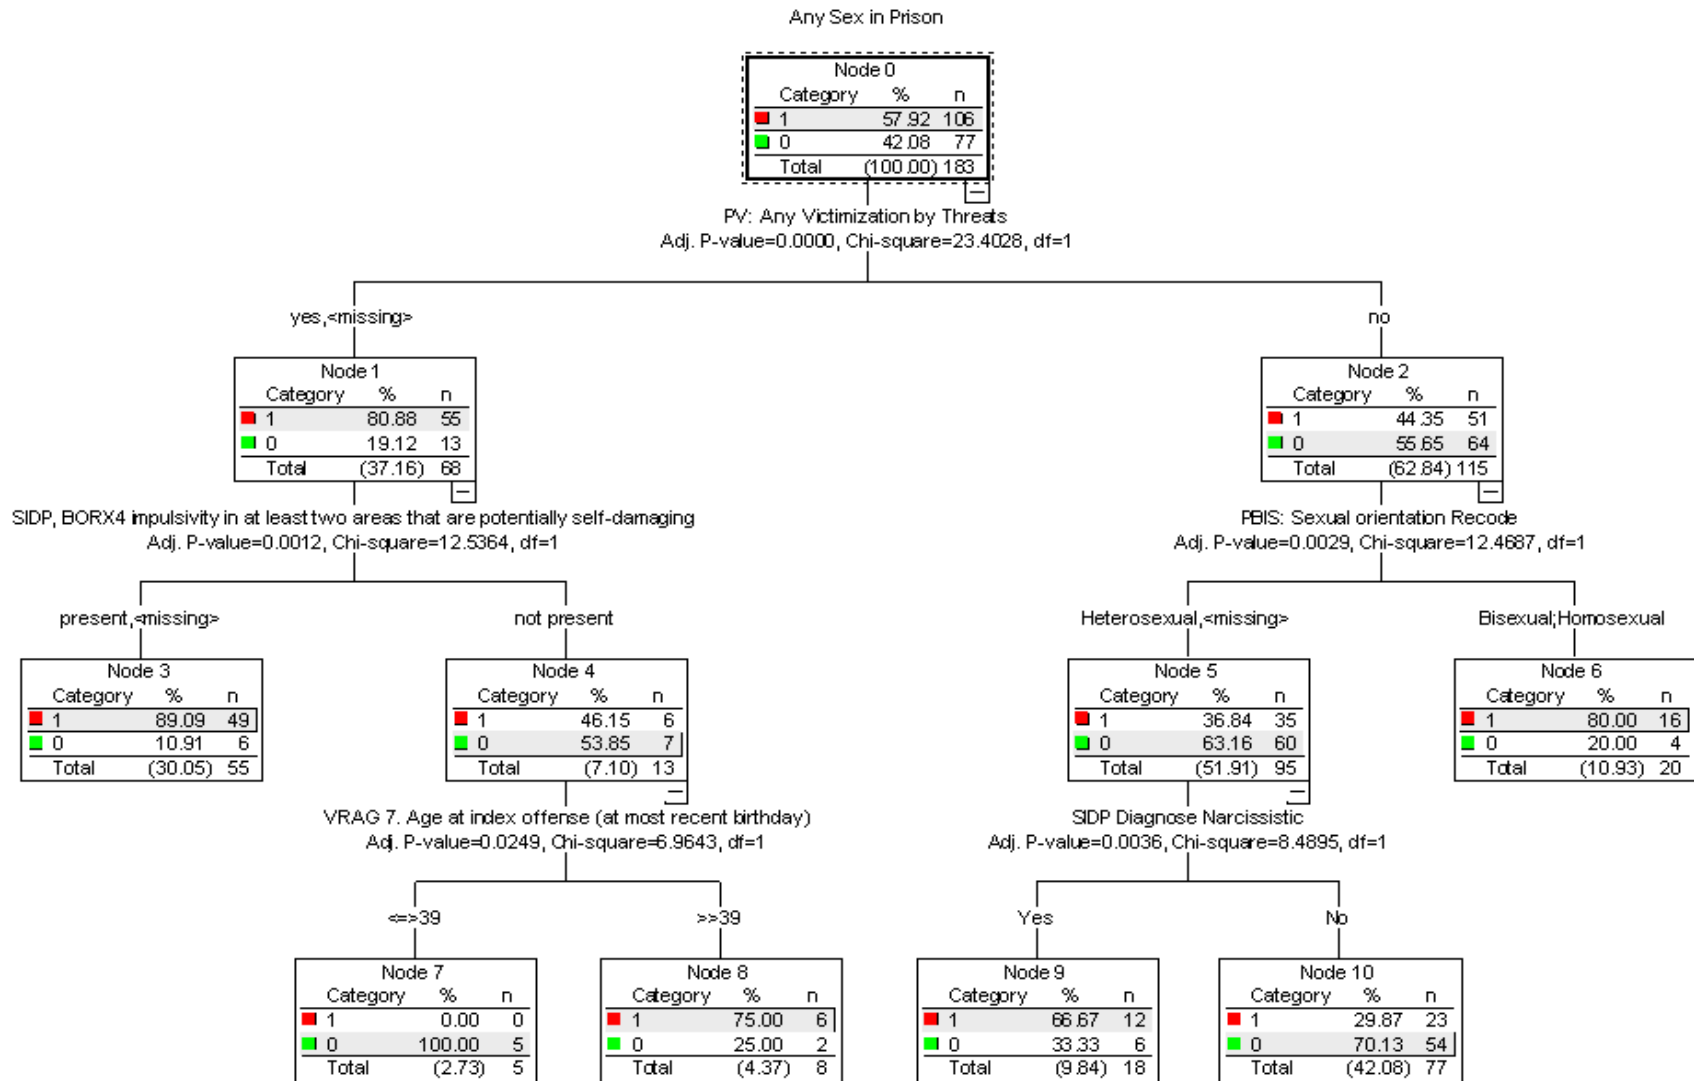 Any Sex in Prison
Node 0
Category % n
1 57.92 106
0 42.08 77
Total (100.00) 183
PV: Any Victimization by Threats
Adj. P-value=0.0000, Chi-square=23.4028, df=1
yes,<missing>
no
Node 1
Category % n
1 80.88 55
0 19.12 13
Total (37.16) 68
Node 2
Category % n
1 44.35 51
0 55.65 64
Total (62.84) 115
SIDP, BORX4 impulsivity in at least two areas that are potentially self-damaging
Adj. P-value=0.0012, Chi-square=12.5364, df=1
PBIS: Sexual orientation Recode
Adj. P-value=0.0029, Chi-square=12.4687, df=1
present,<missing>
not present
Heterosexual,<missing>
Bisexual;Homosexual
Node 3
Category % n
1 89.09 49
0 10.91 6
Total (30.05) 55
Node 4
Category % n
1 46.15 6
0 53.85 7
Total (7.10) 13
Node 5
Category % n
1 36.84 35
0 63.16 60
Total (51.91) 95
Node 6
Category % n
1 80.00 16
0 20.00 4
Total (10.93) 20
VRAG 7. Age at index offense (at most recent birthday)
Adj. P-value=0.0249, Chi-square=6.9643, df=1
SIDP Diagnose Narcissistic
Adj. P-value=0.0036, Chi-square=8.4895, df=1
<=>39
>>39
Yes
No
Node 7
Category % n
1 0.00 0
0 100.00 5
Total (2.73) 5
Node 8
Category % n
1 75.00 6
0 25.00 2
Total (4.37) 8
Node 9
Category % n
1 66.67 12
0 33.33 6
Total (9.84) 18
Node 10
Category % n
1 29.87 23
0 70.13 54
Total (42.08) 77